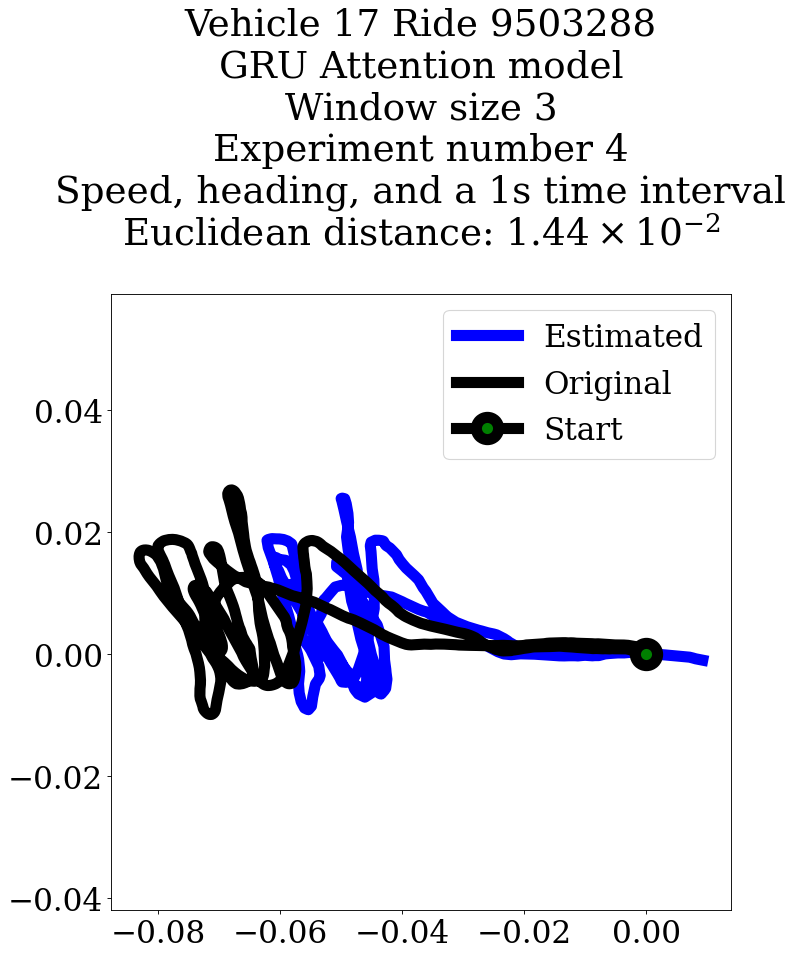 Vehicle 17 Ride 9503288
GRU Attention model
Window size 3
Experiment number 4
Speed, heading, and a 1s time interval
Euclidean distance: 1.44 × 10⁻²
Estimated
Original
Start
0.04
0.02
0.00
−0.02
−0.04
−0.08 −0.06 −0.04 −0.02 0.00